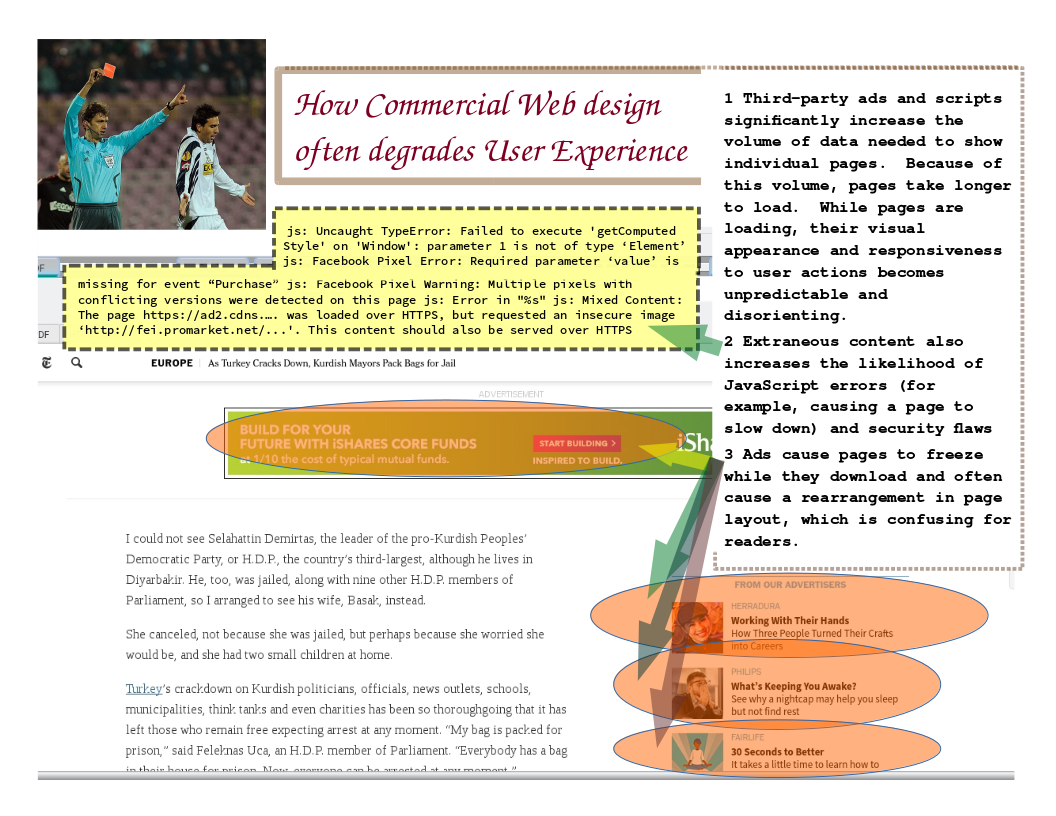 How Commercial Web design
often degrades User Experience
js: Uncaught TypeError: Failed to execute 'getComputed
Style' on 'Window': parameter 1 is not of type ‘Element’
js: Facebook Pixel Error: Required parameter ‘value’ is
missing for event “Purchase” js: Facebook Pixel Warning: Multiple pixels with
conflicting versions were detected on this page js: Error in "%s" js: Mixed Content:
The page https://ad2.cdns.…. was loaded over HTTPS, but requested an insecure image
‘http://fei.promarket.net/...'. This content should also be served over HTTPS
DF
EUROPE As Turkey Cracks Down, Kurdish Mayors Pack Bags for Jail
ADVERTISEMENT
BUILD FOR YOUR
FUTURE WITH iSHARES CORE FUNDS
at 1/10 the cost of typical mutual funds.
START BUILDING >
INSPIRED TO BUILD.
iSha
I could not see Selahattin Demirtas, the leader of the pro-Kurdish Peoples’
Democratic Party, or H.D.P., the country’s third-largest, although he lives in
Diyarbakir. He, too, was jailed, along with nine other H.D.P. members of
Parliament, so I arranged to see his wife, Basak, instead.
She canceled, not because she was jailed, but perhaps because she worried she
would be, and she had two small children at home.
Turkey’s crackdown on Kurdish politicians, officials, news outlets, schools,
municipalities, think tanks and even charities has been so thoroughgoing that it has
left those who remain free expecting arrest at any moment. “My bag is packed for
prison,” said Feleknas Uca, an H.D.P. member of Parliament. “Everybody has a bag
in their house for prison. Now, everyone can be arrested at any moment.”
1 Third-party ads and scripts
significantly increase the
volume of data needed to show
individual pages.  Because of
this volume, pages take longer
to load.  While pages are
loading, their visual
appearance and responsiveness
to user actions becomes
unpredictable and
disorienting.
2 Extraneous content also
increases the likelihood of
JavaScript errors (for
example, causing a page to
slow down) and security flaws
3 Ads cause pages to freeze
while they download and often
cause a rearrangement in page
layout, which is confusing for
readers.
FROM OUR ADVERTISERS
HERRADURA
Working With Their Hands
How Three People Turned Their Crafts
into Careers
PHILIPS
What’s Keeping You Awake?
See why a nightcap may help you sleep
but not find rest
FAIRLIFE
30 Seconds to Better
It takes a little time to learn how to